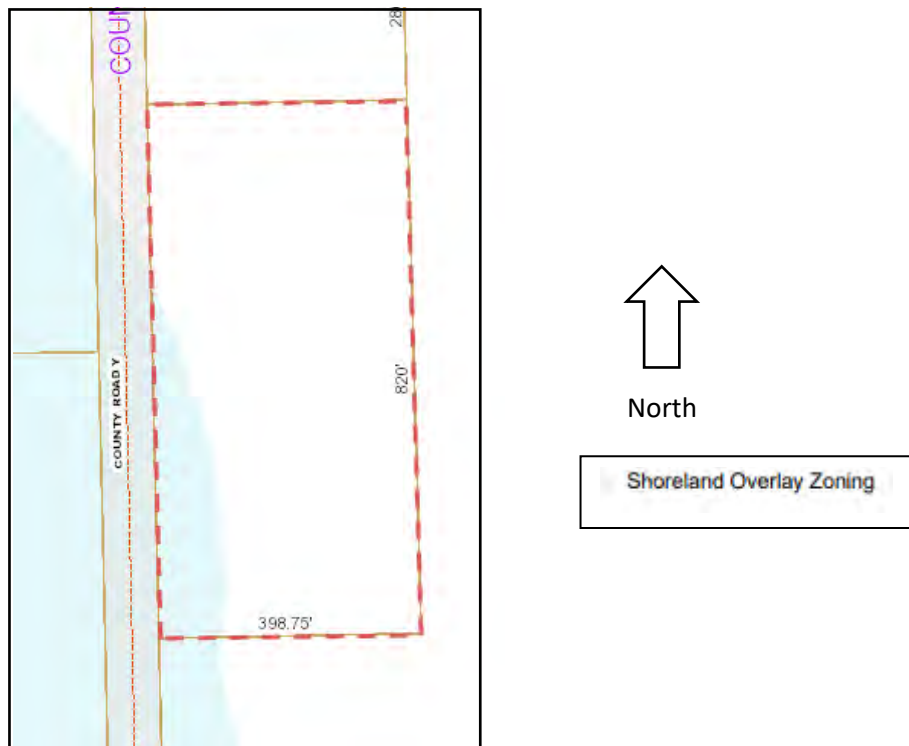 COUN
28
COUNTY ROAD Y
820'
398.75'
North
Shoreland Overlay Zoning